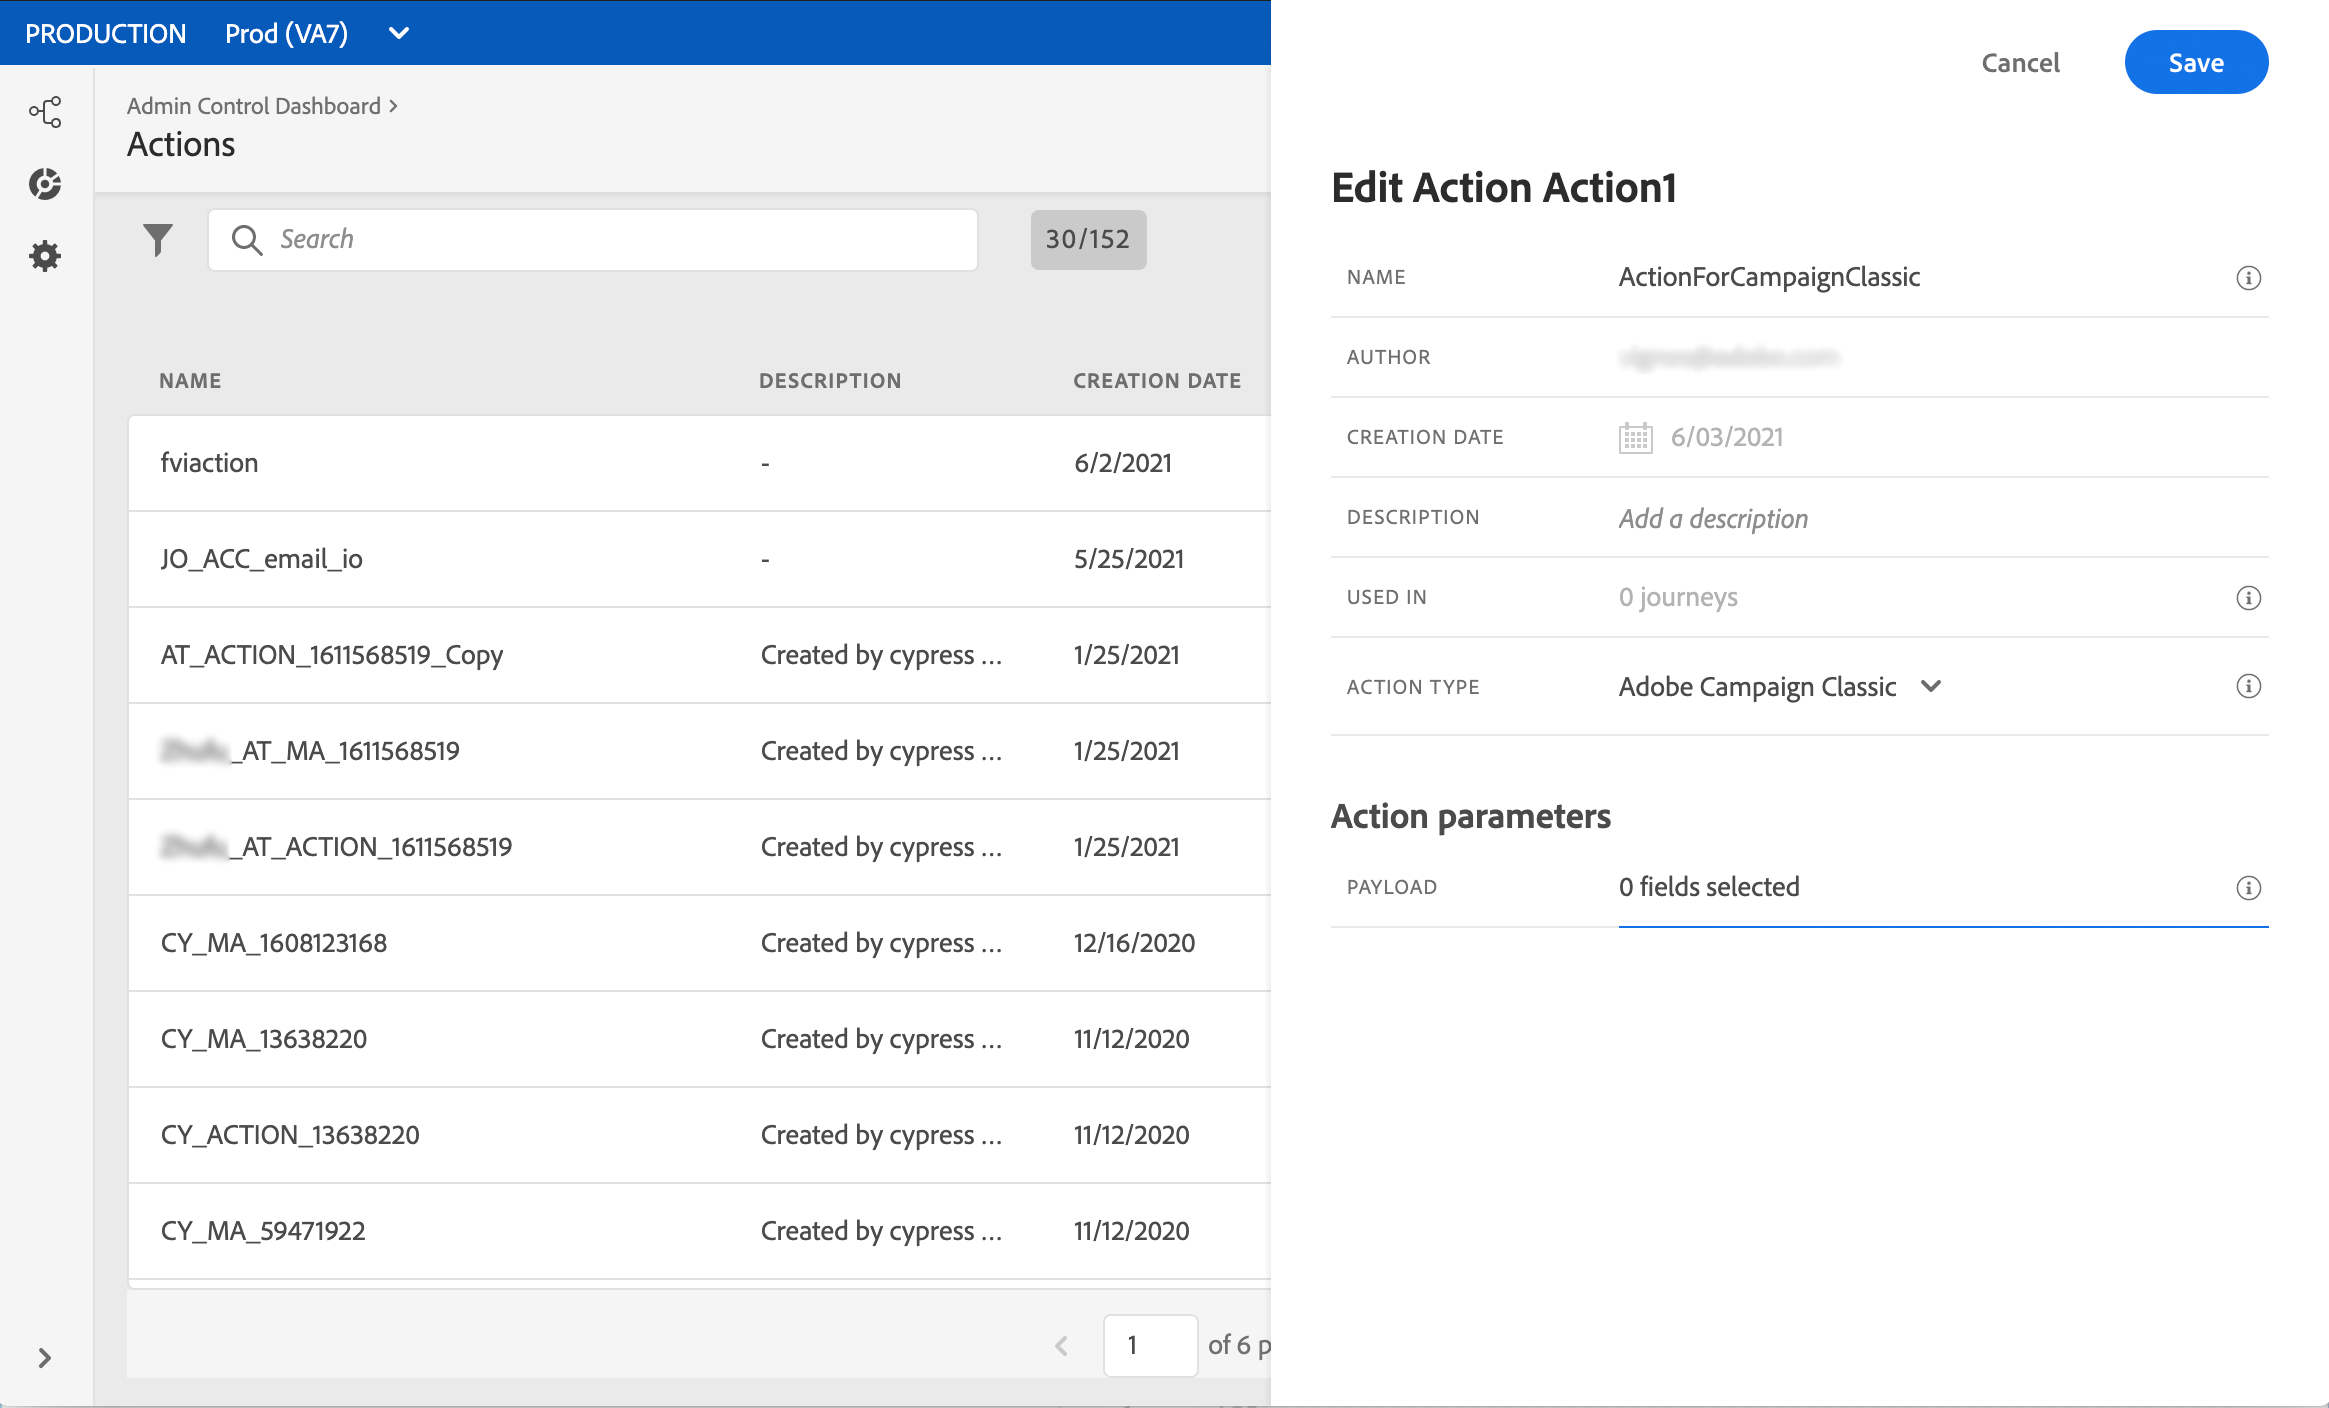 PRODUCTION Prod (VA7)
Admin Control Dashboard >
Actions
Search
30/152
NAME DESCRIPTION CREATION DATE
fviaction - 6/2/2021
JO_ACC_email_io - 5/25/2021
AT_ACTION_1611568519_Copy Created by cypress ... 1/25/2021
_AT_MA_1611568519 Created by cypress ... 1/25/2021
_AT_ACTION_1611568519 Created by cypress ... 1/25/2021
CY_MA_1608123168 Created by cypress ... 12/16/2020
CY_MA_13638220 Created by cypress ... 11/12/2020
CY_ACTION_13638220 Created by cypress ... 11/12/2020
CY_MA_59471922 Created by cypress ... 11/12/2020
1 of 6 p
Cancel Save
Edit Action Action1
NAME ActionForCampaignClassic
AUTHOR
CREATION DATE 6/03/2021
DESCRIPTION Add a description
USED IN 0 journeys
ACTION TYPE Adobe Campaign Classic
Action parameters
PAYLOAD 0 fields selected